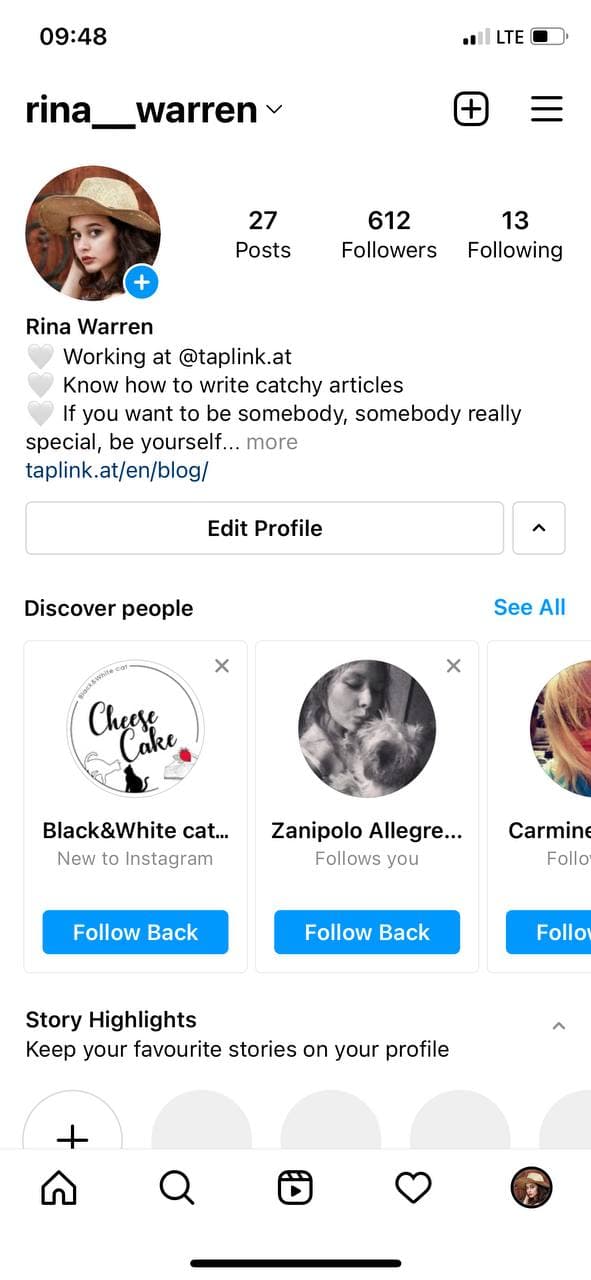 09:48
LTE
rina__warren
27
612
13
Posts
Followers
Following
Rina Warren
🤍 Working at @taplink.at
🤍 Know how to write catchy articles
🤍 If you want to be somebody, somebody really
special, be yourself... more
taplink.at/en/blog/
Edit Profile
Discover people
See All
Black&White cat
Cheese
Cake
Black&White cat...
Zanipolo Allegre...
Carmine
New to Instagram
Follows you
Follo
Follow Back
Follow Back
Follow
Story Highlights
Keep your favourite stories on your profile